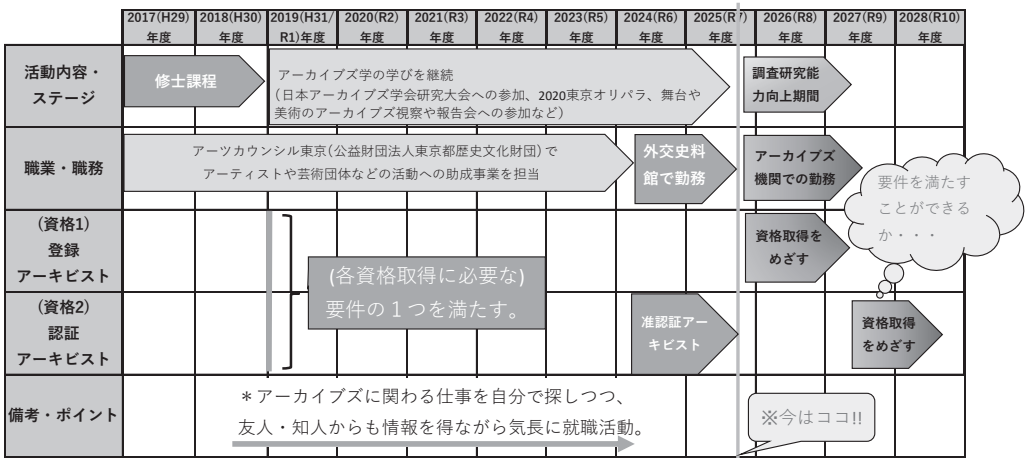 2017(H29)
年度
2018(H30)
年度
2019(H31/
R1)年度
2020(R2)
年度
2021(R3)
年度
2022(R4)
年度
2023(R5)
年度
2024(R6)
年度
2025(R7)
年度
2026(R8)
年度
2027(R9)
年度
2028(R10)
年度
活動内容・
ステージ
修士課程
アーカイブズ学の学びを継続
(日本アーカイブズ学会研究大会への参加、2020東京オリパラ、舞台や
美術のアーカイブズ視察や報告会への参加など)
調査研究能
力向上期間
職業・職務
アーツカウンシル東京(公益財団法人東京都歴史文化財団)で
アーティストや芸術団体などの活動への助成事業を担当
外交史料
館で勤務
アーカイブズ
機関での勤務
要件を満たす
ことができる
か・・・
(資格1)
登録
アーキビスト
(各資格取得に必要な)
要件の1つを満たす。
資格取得を
めざす
(資格2)
認証
アーキビスト
准認証アー
キビスト
資格取得
をめざす
備考・ポイント
＊アーカイブズに関わる仕事を自分で探しつつ、
友人・知人からも情報を得ながら気長に就職活動。
※今はココ!!